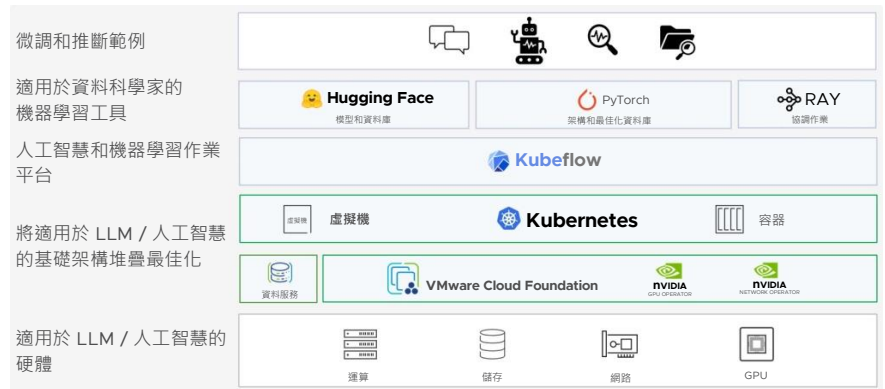 微調和推斷範例
適用於資料科學家的
機器學習工具
Hugging Face
模型和資料庫
PyTorch
架構和最佳化資料庫
RAY
協調作業
人工智慧和機器學習作業
平台
Kubeflow
將適用於 LLM / 人工智慧
的基礎架構堆疊最佳化
虛擬機
虛擬機
Kubernetes
容器
資料服務
VMware Cloud Foundation
NVIDIA
GPU OPERATOR
NVIDIA
NETWORK OPERATOR
適用於 LLM / 人工智慧的
硬體
運算
儲存
網路
GPU